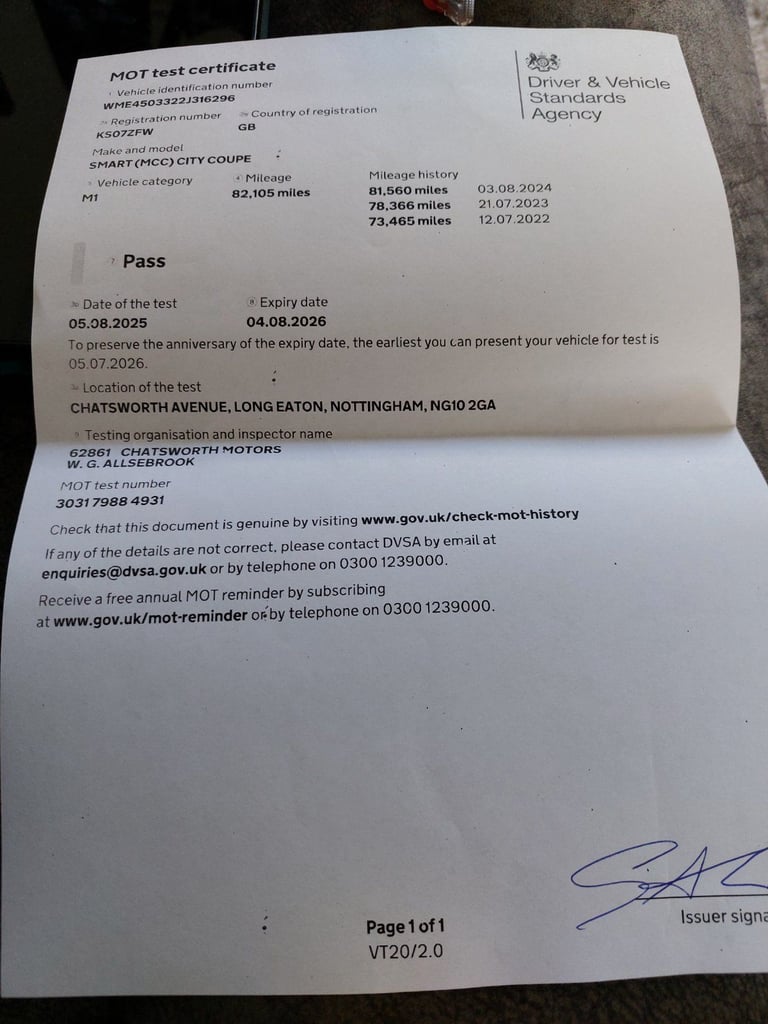 MOT test certificate
Vehicle identification number
WME4503322J316296
Registration number
KS07ZFW
Country of registration
GB
Make and model
SMART (MCC) CITY COUPE
Vehicle category
M1
Mileage
82,105 miles
Mileage history
81,560 miles 03.08.2024
78,366 miles 21.07.2023
73,465 miles 12.07.2022
Driver & Vehicle
Standards
Agency
Pass
Date of the test
05.08.2025
Expiry date
04.08.2026
To preserve the anniversary of the expiry date, the earliest you can present your vehicle for test is
05.07.2026.
Location of the test
CHATSWORTH AVENUE, LONG EATON, NOTTINGHAM, NG10 2GA
Testing organisation and inspector name
62861 CHATSWORTH MOTORS
W. G. ALLSEBROOK
MOT test number
3031 7988 4931
Check that this document is genuine by visiting www.gov.uk/check-mot-history
If any of the details are not correct, please contact DVSA by email at
enquiries@dvsa.gov.uk or by telephone on 0300 1239000.
Receive a free annual MOT reminder by subscribing
at www.gov.uk/mot-reminder or by telephone on 0300 1239000.
Issuer signa
Page 1 of 1
VT20/2.0